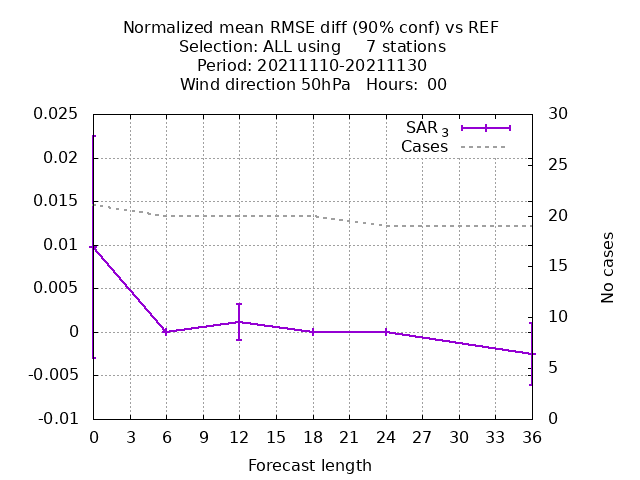 Normalized mean RMSE diff (90% conf) vs REF
Selection: ALL using     7 stations
Period: 20211110-20211130
Wind direction 50hPa   Hours:  00
0.025
0.02
0.015
0.01
0.005
0
-0.005
-0.01
30
25
20
15
10
5
0
SAR 3
Cases
No cases
0 3 6 9 12 15 18 21 24 27 30 33 36
Forecast length